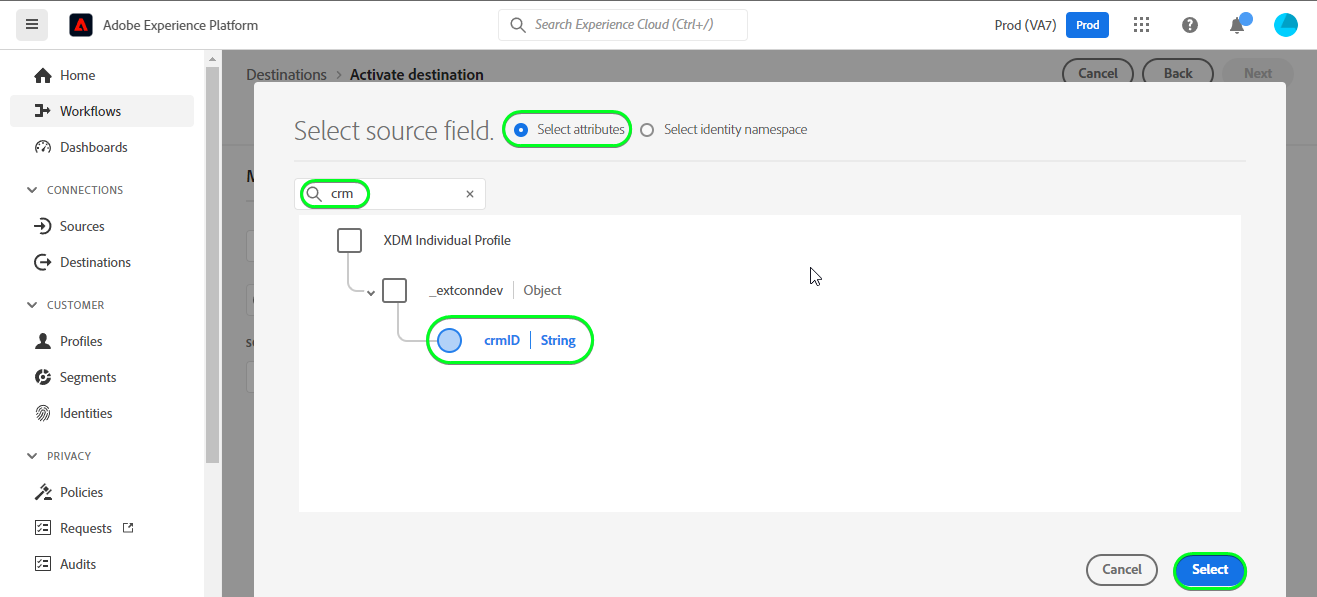 Adobe Experience Platform
Search Experience Cloud (Ctrl+/)
Prod (VA7)
Prod
Home
Workflows
Dashboards
CONNECTIONS
Sources
Destinations
CUSTOMER
Profiles
Segments
Identities
PRIVACY
Policies
Requests
Audits
Destinations > Activate destination
Cancel
Back
Next
Select source field.
Select attributes
Select identity namespace
crm
XDM Individual Profile
_extconndev | Object
crmID | String
Cancel
Select